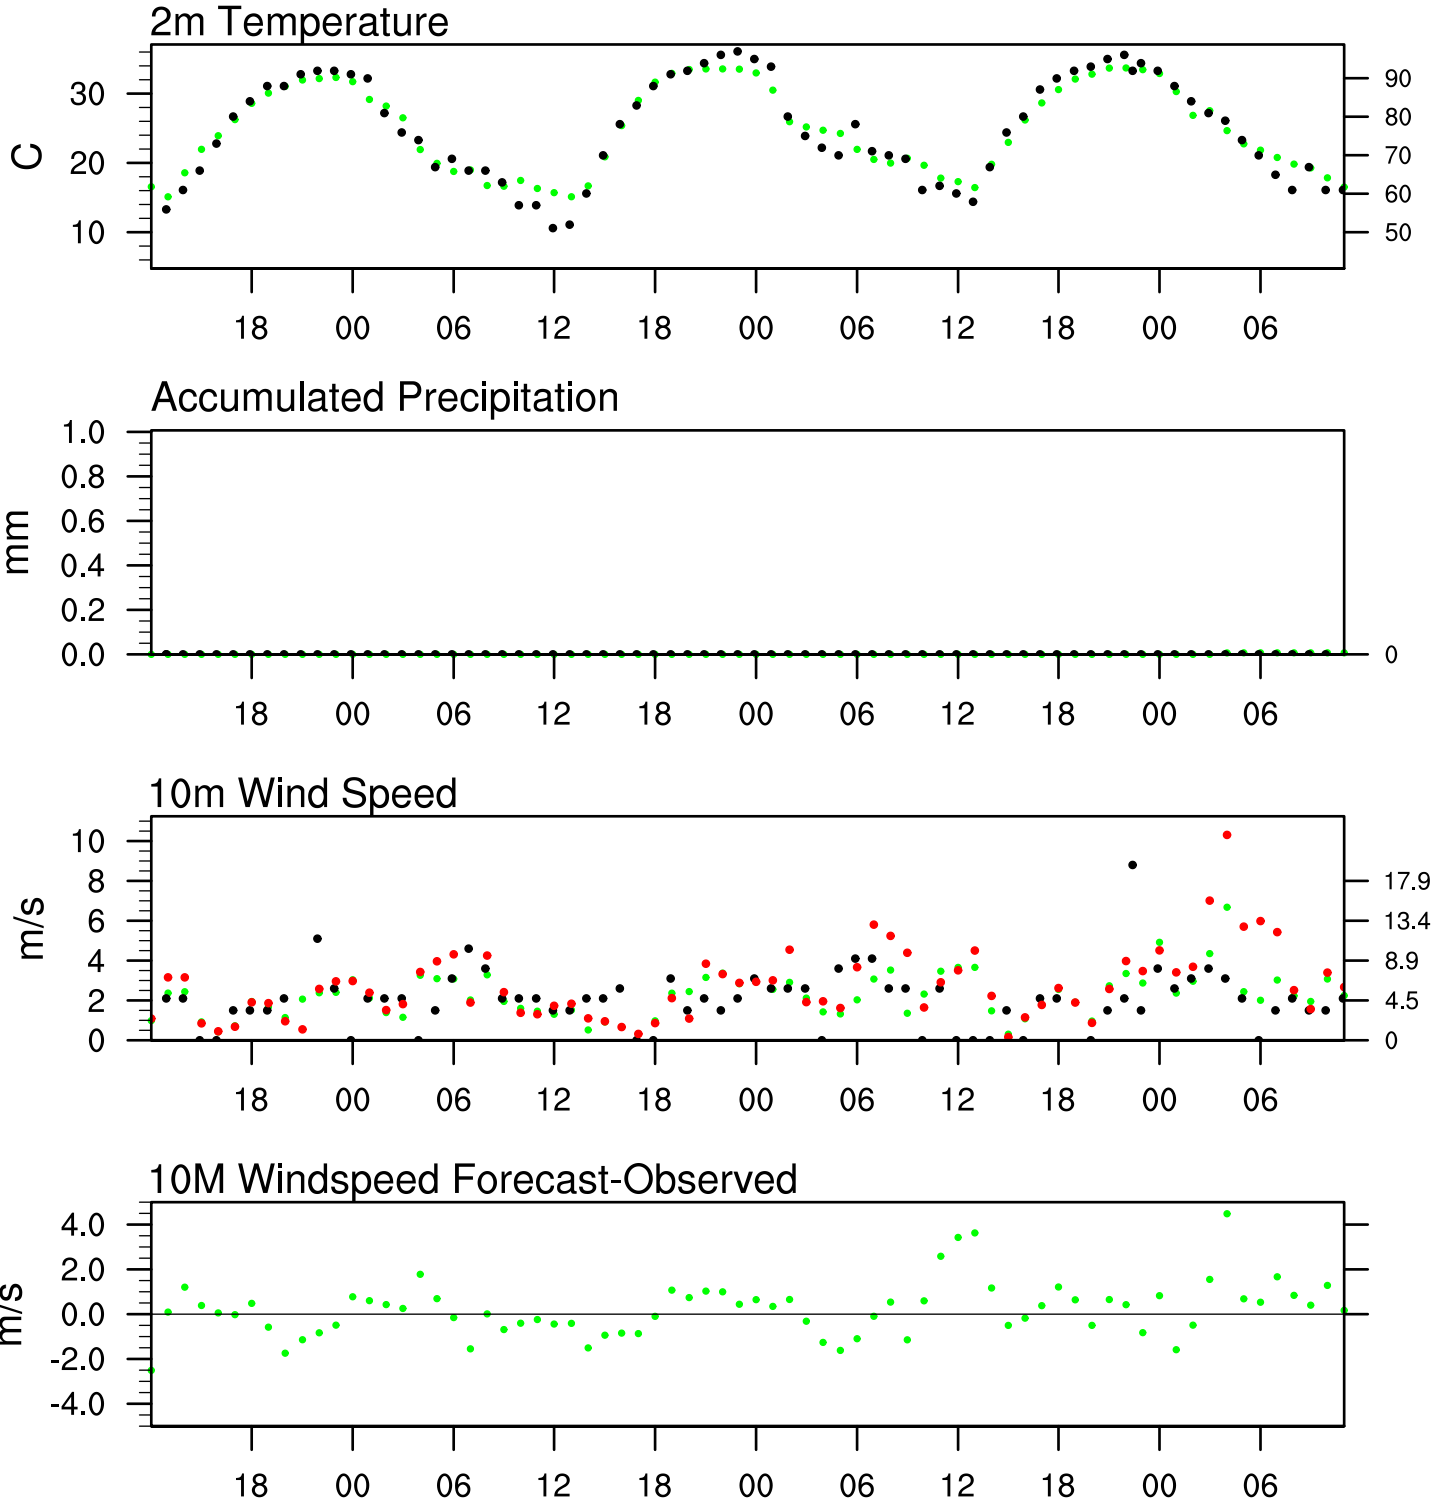 2m Temperature
C
30
20
10
90
80
70
60
50
18 00 06 12 18 00 06 12 18 00 06
Accumulated Precipitation
mm
1.0
0.8
0.6
0.4
0.2
0.0
0
18 00 06 12 18 00 06 12 18 00 06
10m Wind Speed
m/s
10
8
6
4
2
0
17.9
13.4
8.9
4.5
0
18 00 06 12 18 00 06 12 18 00 06
10M Windspeed Forecast-Observed
m/s
4.0
2.0
0.0
-2.0
-4.0
18 00 06 12 18 00 06 12 18 00 06